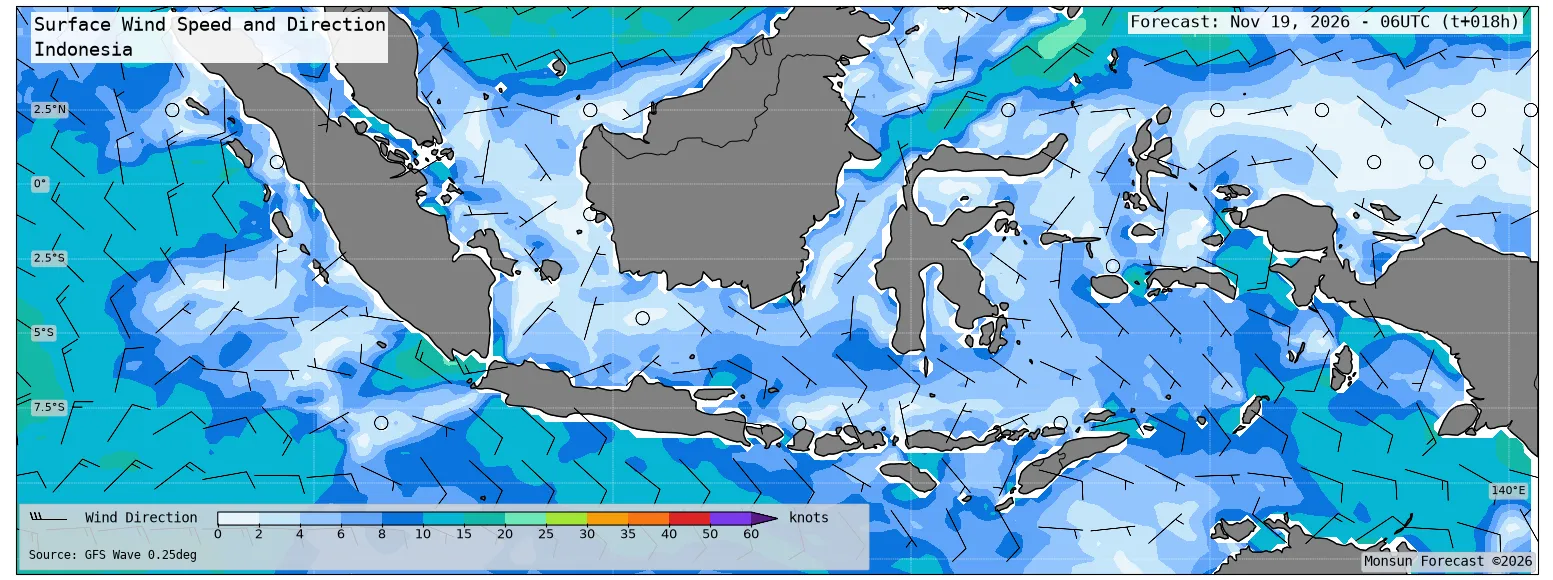 Surface Wind Speed and Direction
Indonesia
Forecast: Nov 19, 2026 - 06UTC (t+018h)
2.5°N
0°
2.5°S
5°S
7.5°S
140°E
Wind Direction
0 2 4 6 8 10 15 20 25 30 35 40 50 60
knots
Source: GFS Wave 0.25deg
Monsun Forecast ©2026